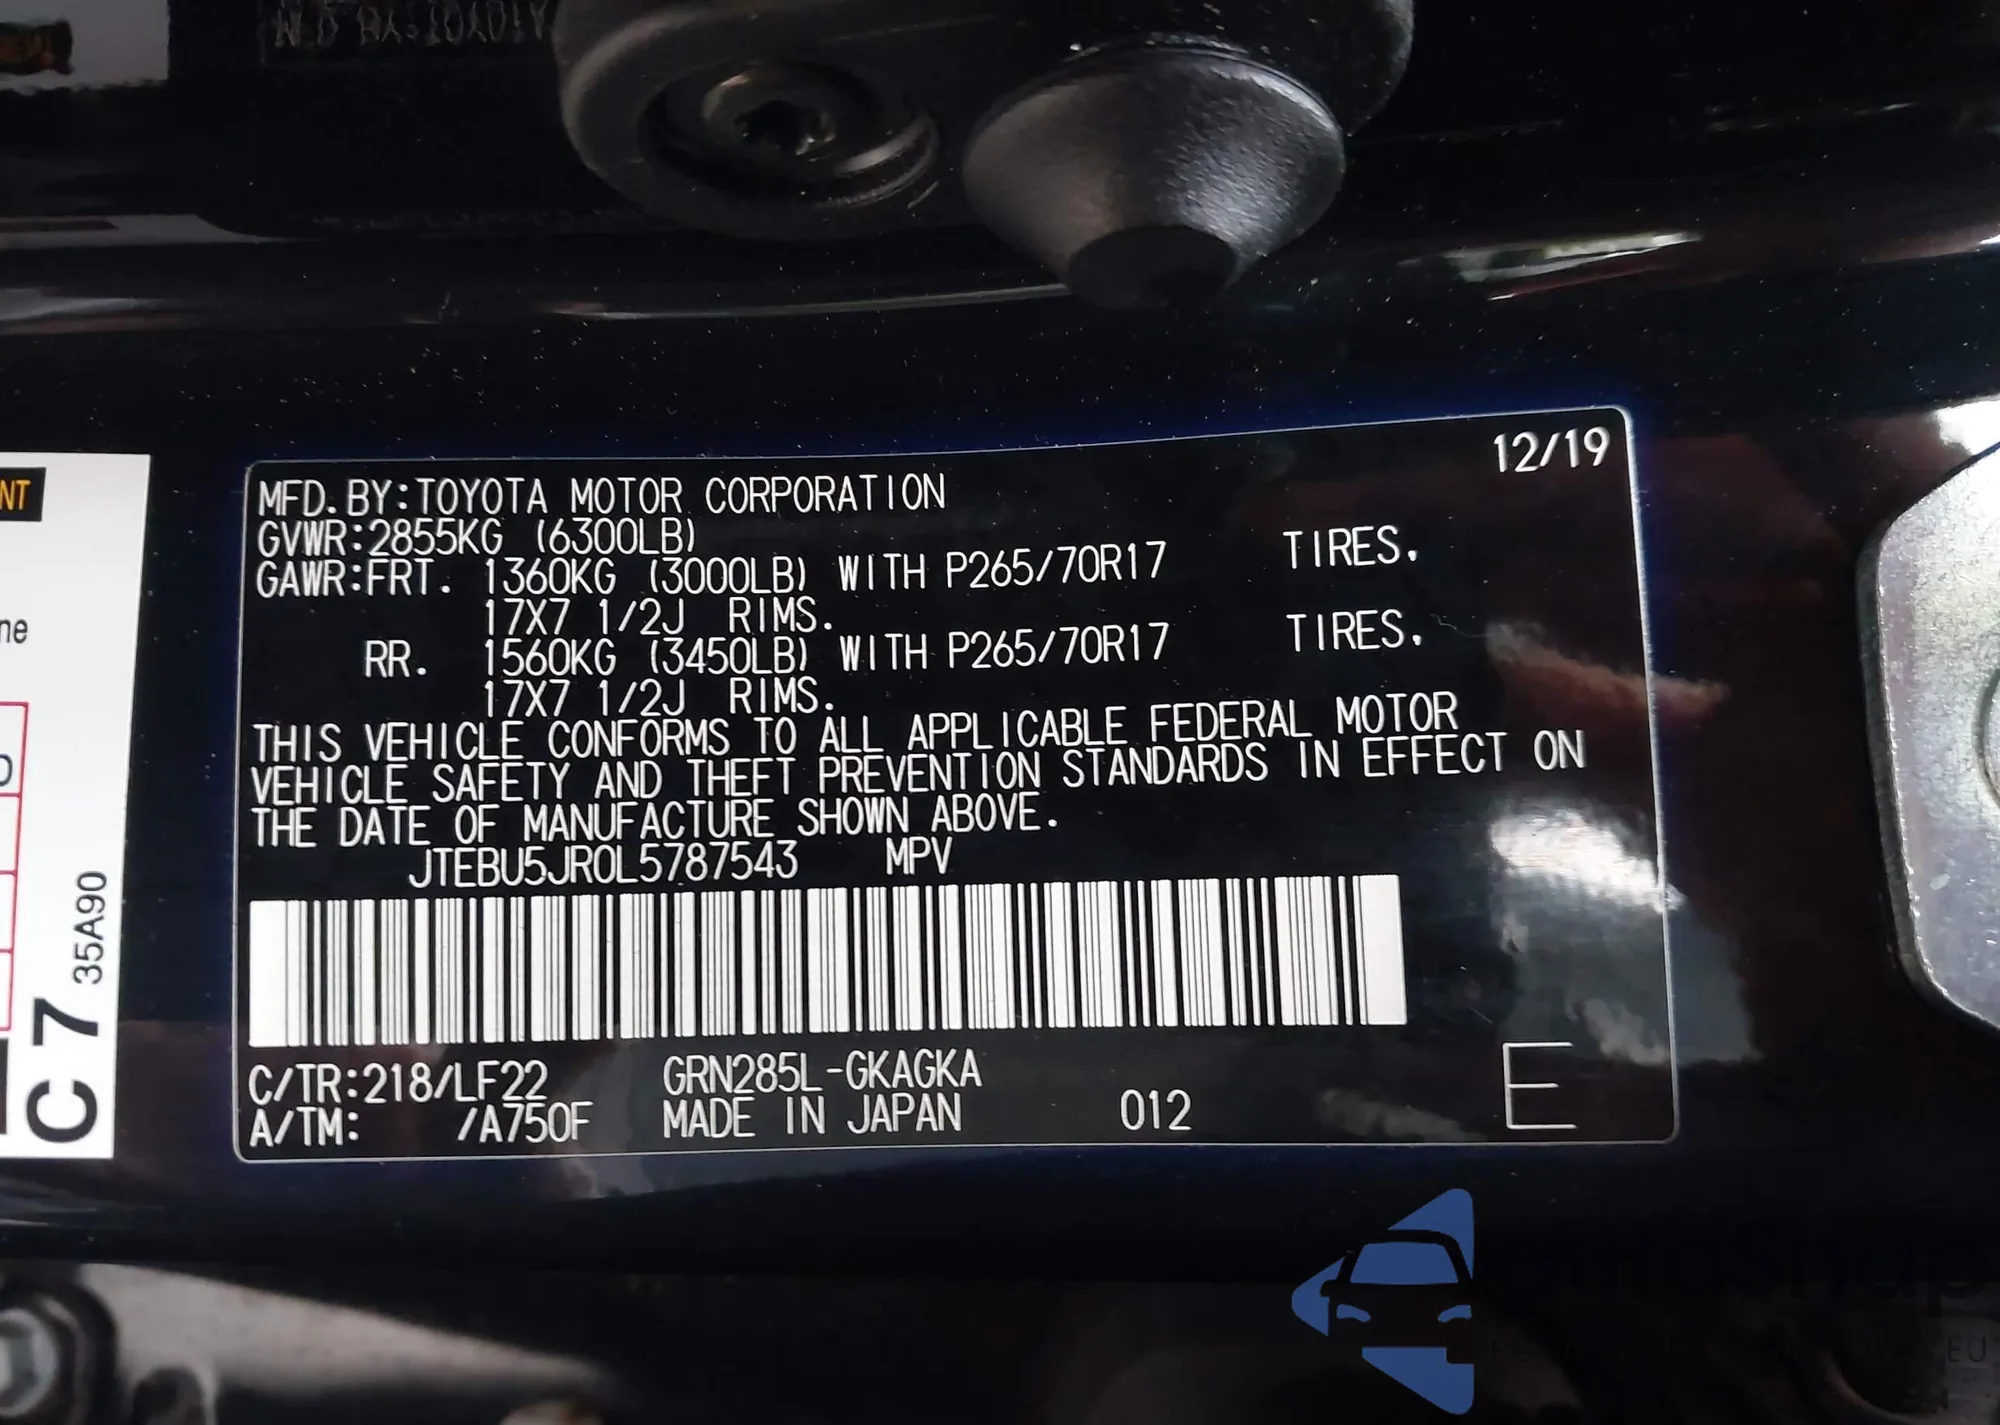 NT
ne
C7 35A90
12/19
MFD. BY:TOYOTA MOTOR CORPORATION
GVWR:2855KG (6300LB)
GAWR:FRT. 1360KG (3000LB) WITH P265/70R17 TIRES.
17X7 1/2J RIMS.
RR. 1560KG (3450LB) WITH P265/70R17 TIRES.
17X7 1/2J RIMS.
THIS VEHICLE CONFORMS TO ALL APPLICABLE FEDERAL MOTOR
VEHICLE SAFETY AND THEFT PREVENTION STANDARDS IN EFFECT ON
THE DATE OF MANUFACTURE SHOWN ABOVE.
JTEBU5JR0L5787543 MPV
C/TR:218/LF22 GRN285L-GKAGKA
A/TM: /A750F MADE IN JAPAN 012 E